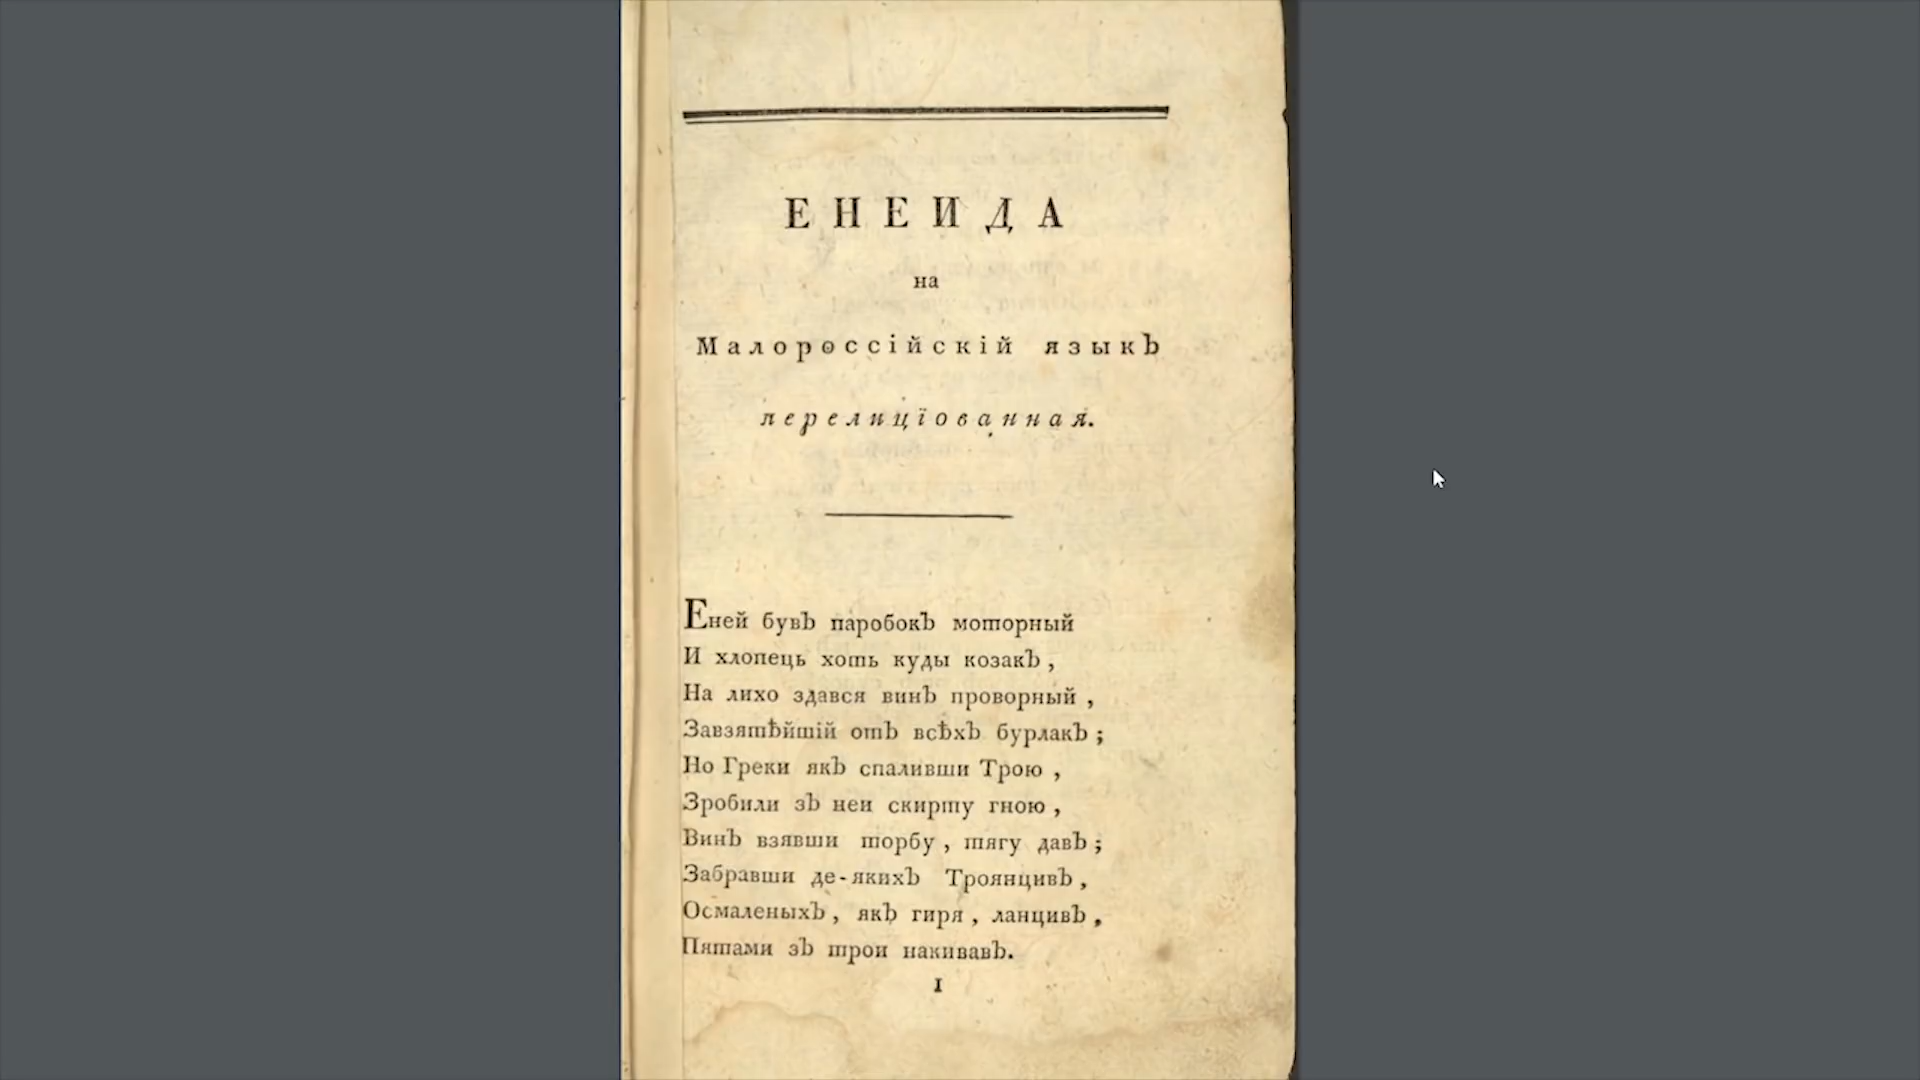 ЕНЕИДА
на
Малороссійскій языкъ
перелицїованная.
Еней бувъ паробокъ моторный
И хлопець хоть куды козакъ,
На лихо здався винъ проворный,
Завзятѣйшій отъ всѣхъ бурлакъ;
Но Греки якъ спаливши Трою,
Зробили зъ неи скирту гною,
Винъ взявши торбу, тягу давъ;
Забравши де-якихъ Троянцивъ,
Осмаленыхъ, якъ гиря, ланцивъ,
Пятами зъ трои накивавъ.
I